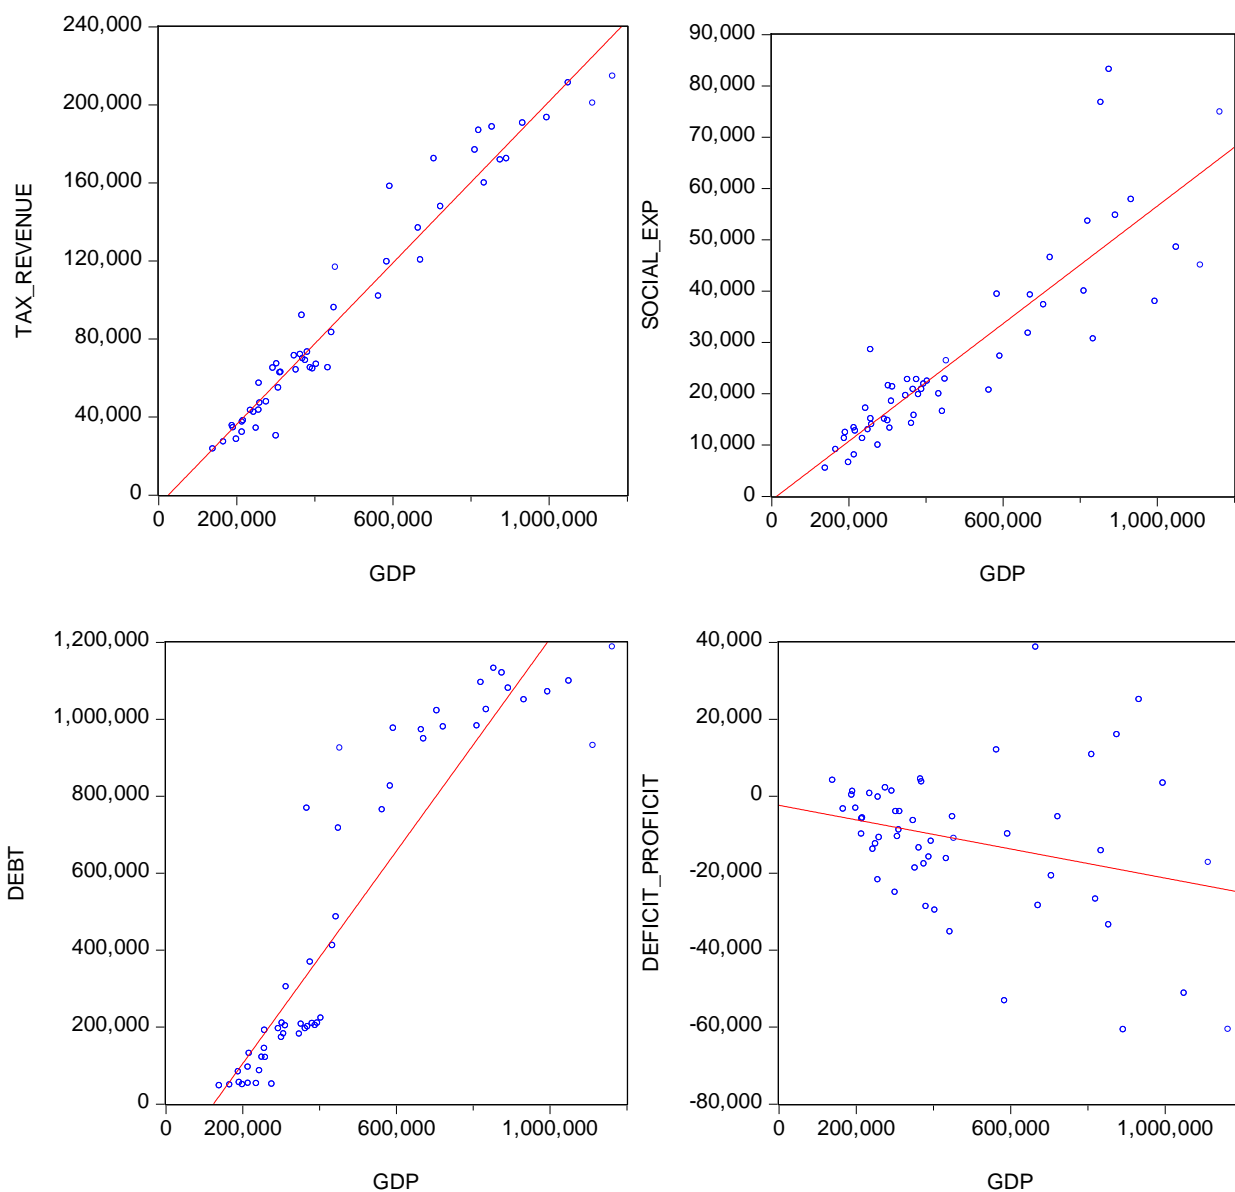 TAX_REVENUE
240,000
200,000
160,000
120,000
80,000
40,000
0
0 200,000 600,000 1,000,000
GDP
SOCIAL_EXP
90,000
80,000
70,000
60,000
50,000
40,000
30,000
20,000
10,000
0
0 200,000 600,000 1,000,000
GDP
DEBT
1,200,000
1,000,000
800,000
600,000
400,000
200,000
0
0 200,000 600,000 1,000,000
GDP
DEFICIT_PROFICIT
40,000
20,000
0
-20,000
-40,000
-60,000
-80,000
0 200,000 600,000 1,000,000
GDP